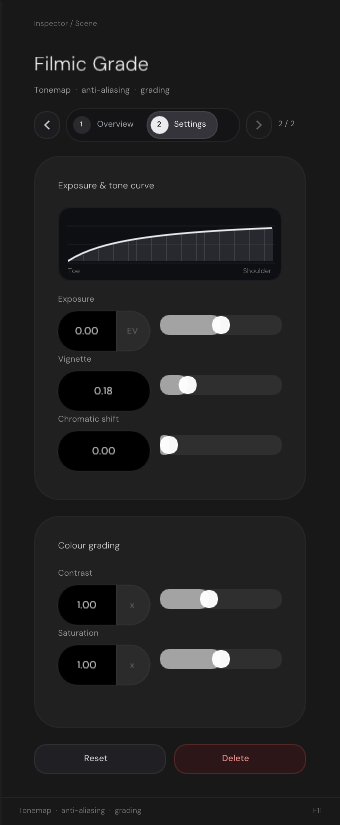 Inspector / Scene
Filmic Grade
Tonemap · anti-aliasing · grading
1 Overview 2 Settings 2 / 2
Exposure & tone curve
Toe Shoulder
Exposure
0.00 EV
Vignette
0.18
Chromatic shift
0.00
Colour grading
Contrast
1.00 x
Saturation
1.00 x
Reset Delete
Tonemap · anti-aliasing · grading